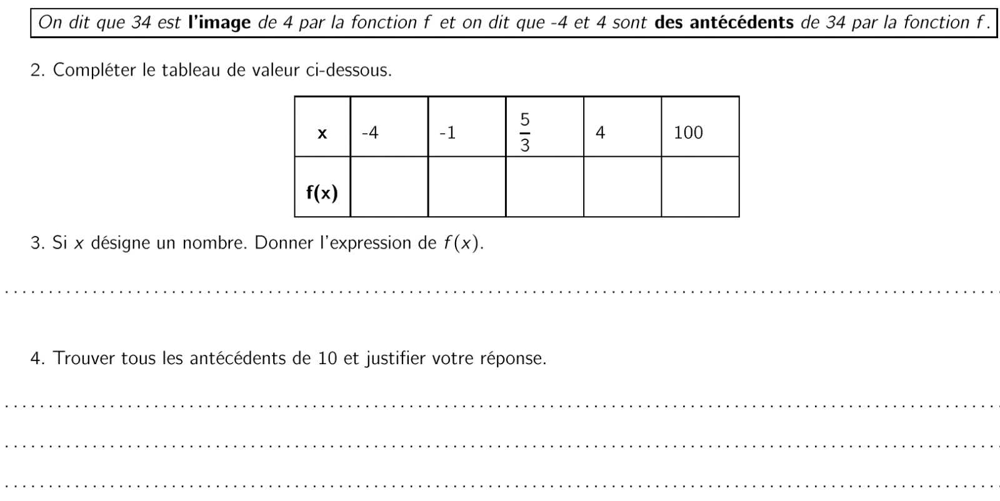 On dit que 34 est l'image de 4 par la fonction f et on dit que -4 et 4 sont des antécédents de 34 par la fonction f.
2. Compléter le tableau de valeur ci-dessous.
x -4 -1 5/3 4 100
f(x)
3. Si x désigne un nombre. Donner l'expression de f(x).
4. Trouver tous les antécédents de 10 et justifier votre réponse.